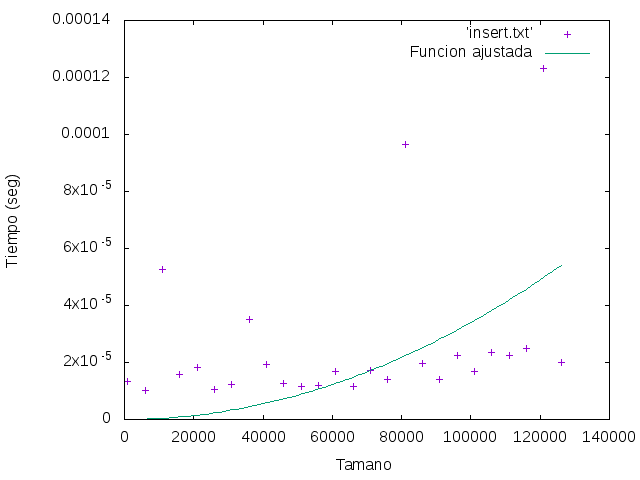 0.00014
'insert.txt'
Funcion ajustada
0.00012
0.0001
8x10-5
6x10-5
4x10-5
2x10-5
0
Tiempo (seg)
0 20000 40000 60000 80000 100000 120000 140000
Tamano